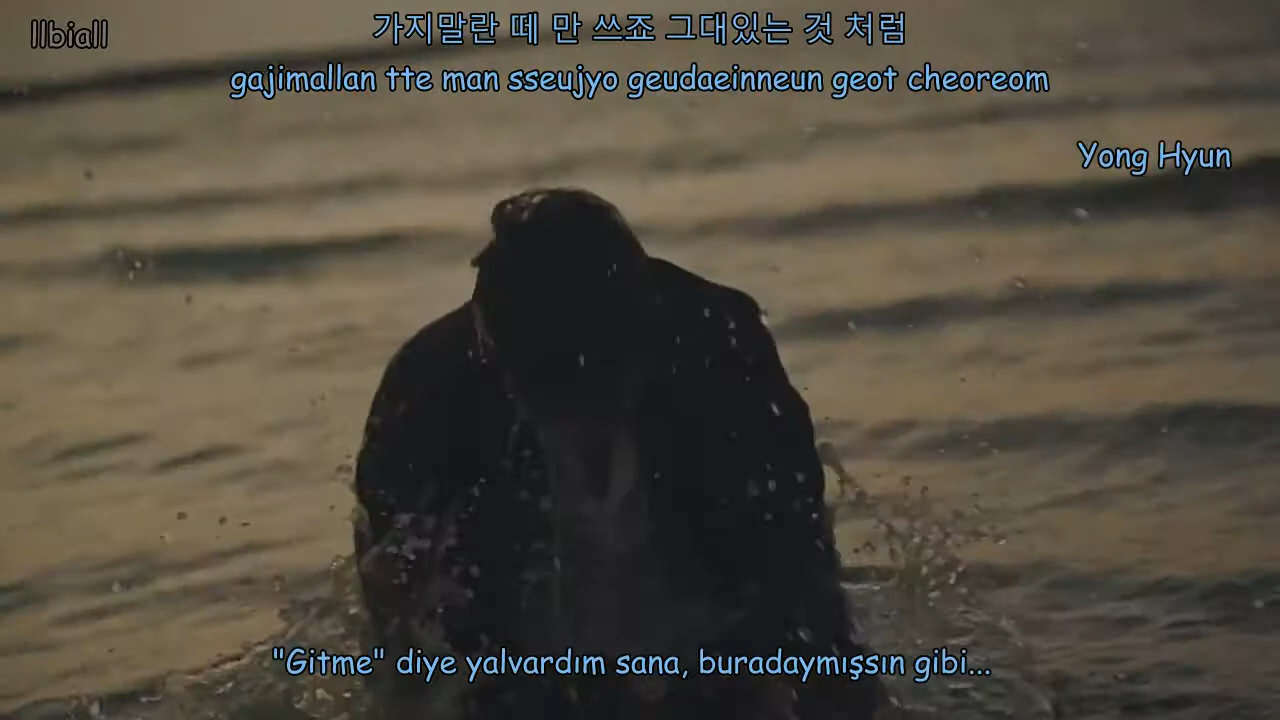 llbiall
가지말란 떼 만 쓰죠 그대있는 것 처럼
gajimallan tte man sseujyo geudaeinneun geot cheoreom
Yong Hyun
"Gitme" diye yalvardım sana, buradaymışsın gibi...